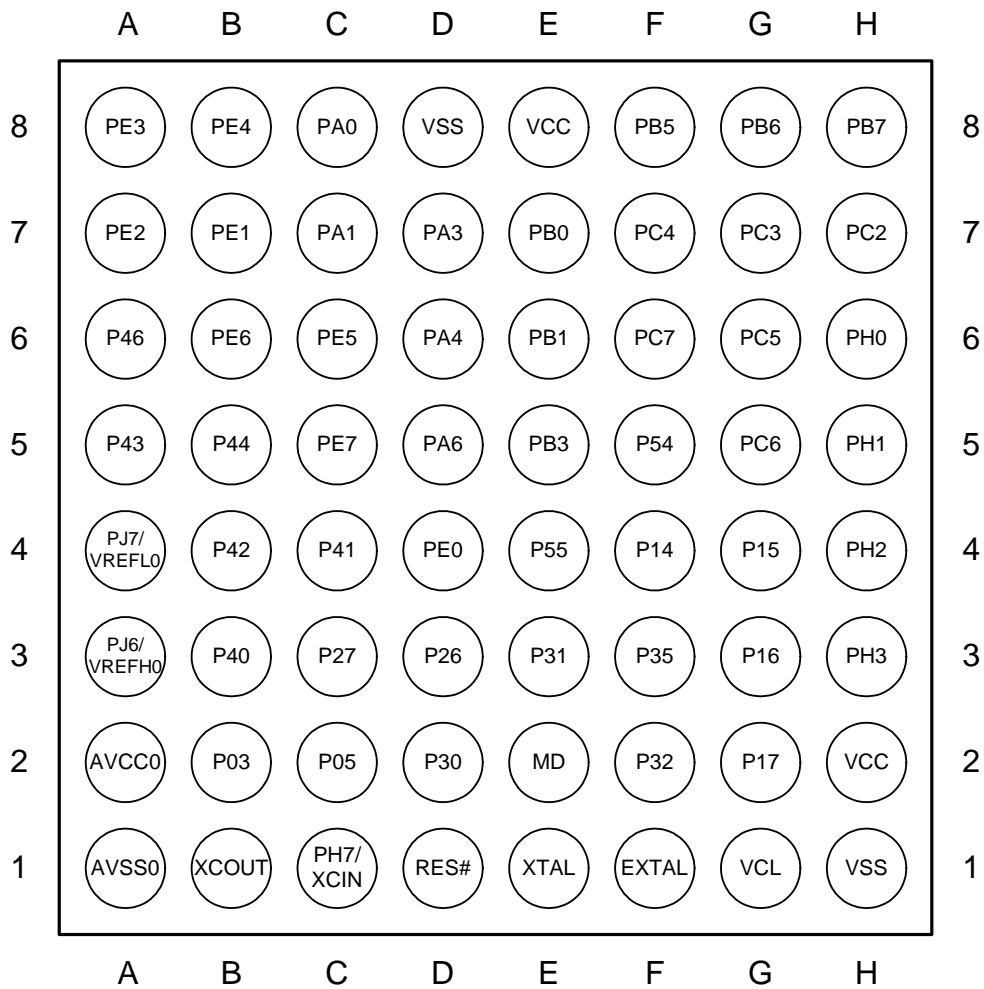 A B C D E F G H
8 PE3 PE4 PA0 VSS VCC PB5 PB6 PB7 8
7 PE2 PE1 PA1 PA3 PB0 PC4 PC3 PC2 7
6 P46 PE6 PE5 PA4 PB1 PC7 PC5 PH0 6
5 P43 P44 PE7 PA6 PB3 P54 PC6 PH1 5
4 PJ7/ VREFL0 P42 P41 PE0 P55 P14 P15 PH2 4
3 PJ6/ VREFH0 P40 P27 P26 P31 P35 P16 PH3 3
2 AVCC0 P03 P05 P30 MD P32 P17 VCC 2
1 AVSS0 XCOUT PH7/ XCIN RES# XTAL EXTAL VCL VSS 1
A B C D E F G H